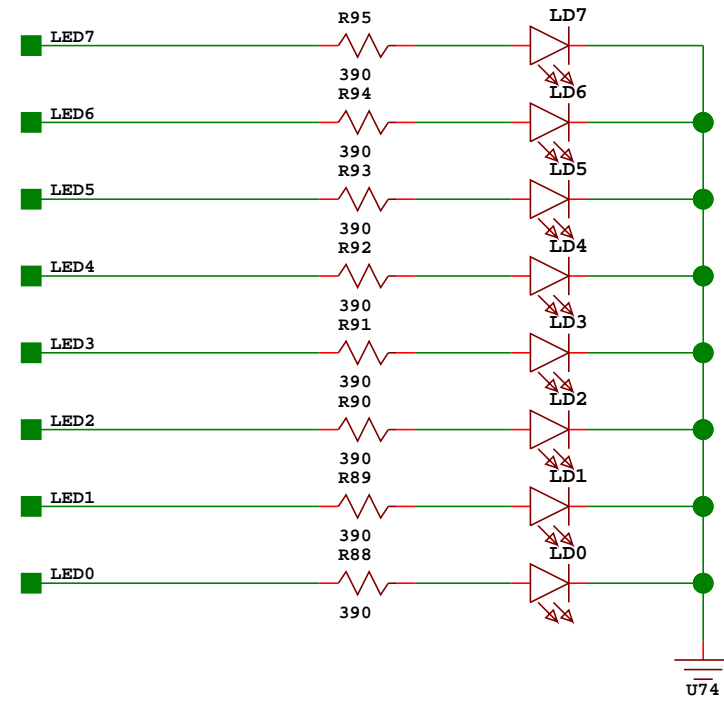 R95 LD7
LED7
390
R94 LD6
LED6
390
R93 LD5
LED5
390
R92 LD4
LED4
390
R91 LD3
LED3
390
R90 LD2
LED2
390
R89 LD1
LED1
390
R88 LD0
LED0
390
U74